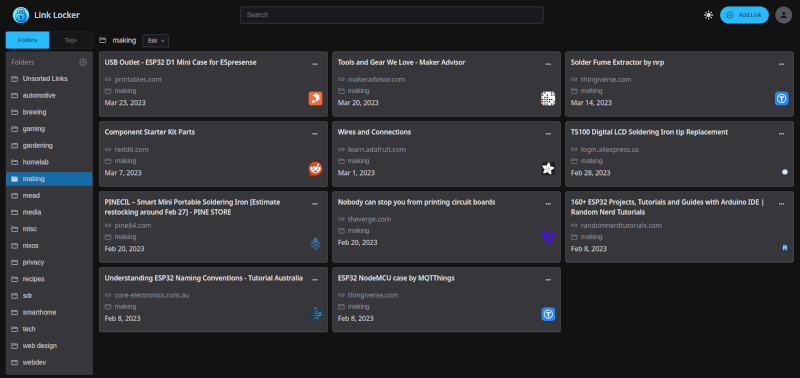 Link Locker
Search
Add Link
Folders
Tags
making
Edit
Folders
Unsorted Links
automotive
brewing
gaming
gardening
homelab
making
mead
media
misc
nixos
privacy
recipes
sdr
smarthome
tech
web design
webdev
USB Outlet - ESP32 D1 Mini Case for ESpresense
...
printables.com
making
Mar 23, 2023
Tools and Gear We Love - Maker Advisor
...
makeradvisor.com
making
Mar 20, 2023
Solder Fume Extractor by nrp
...
thingiverse.com
making
Mar 14, 2023
Component Starter Kit Parts
...
reddit.com
making
Mar 7, 2023
Wires and Connections
...
learn.adafruit.com
making
Mar 1, 2023
TS100 Digital LCD Soldering Iron tip Replacement
...
login.aliexpress.us
making
Feb 28, 2023
PINECIL – Smart Mini Portable Soldering Iron [Estimate
restocking around Feb 27] - PINE STORE
...
pine64.com
making
Feb 20, 2023
Nobody can stop you from printing circuit boards
...
theverge.com
making
Feb 20, 2023
160+ ESP32 Projects, Tutorials and Guides with Arduino IDE |
Random Nerd Tutorials
...
randomnerdtutorials.com
making
Feb 8, 2023
R
Understanding ESP32 Naming Conventions - Tutorial Australia
...
core-electronics.com.au
making
Feb 8, 2023
ESP32 NodeMCU case by MQTThings
...
thingiverse.com
making
Feb 8, 2023